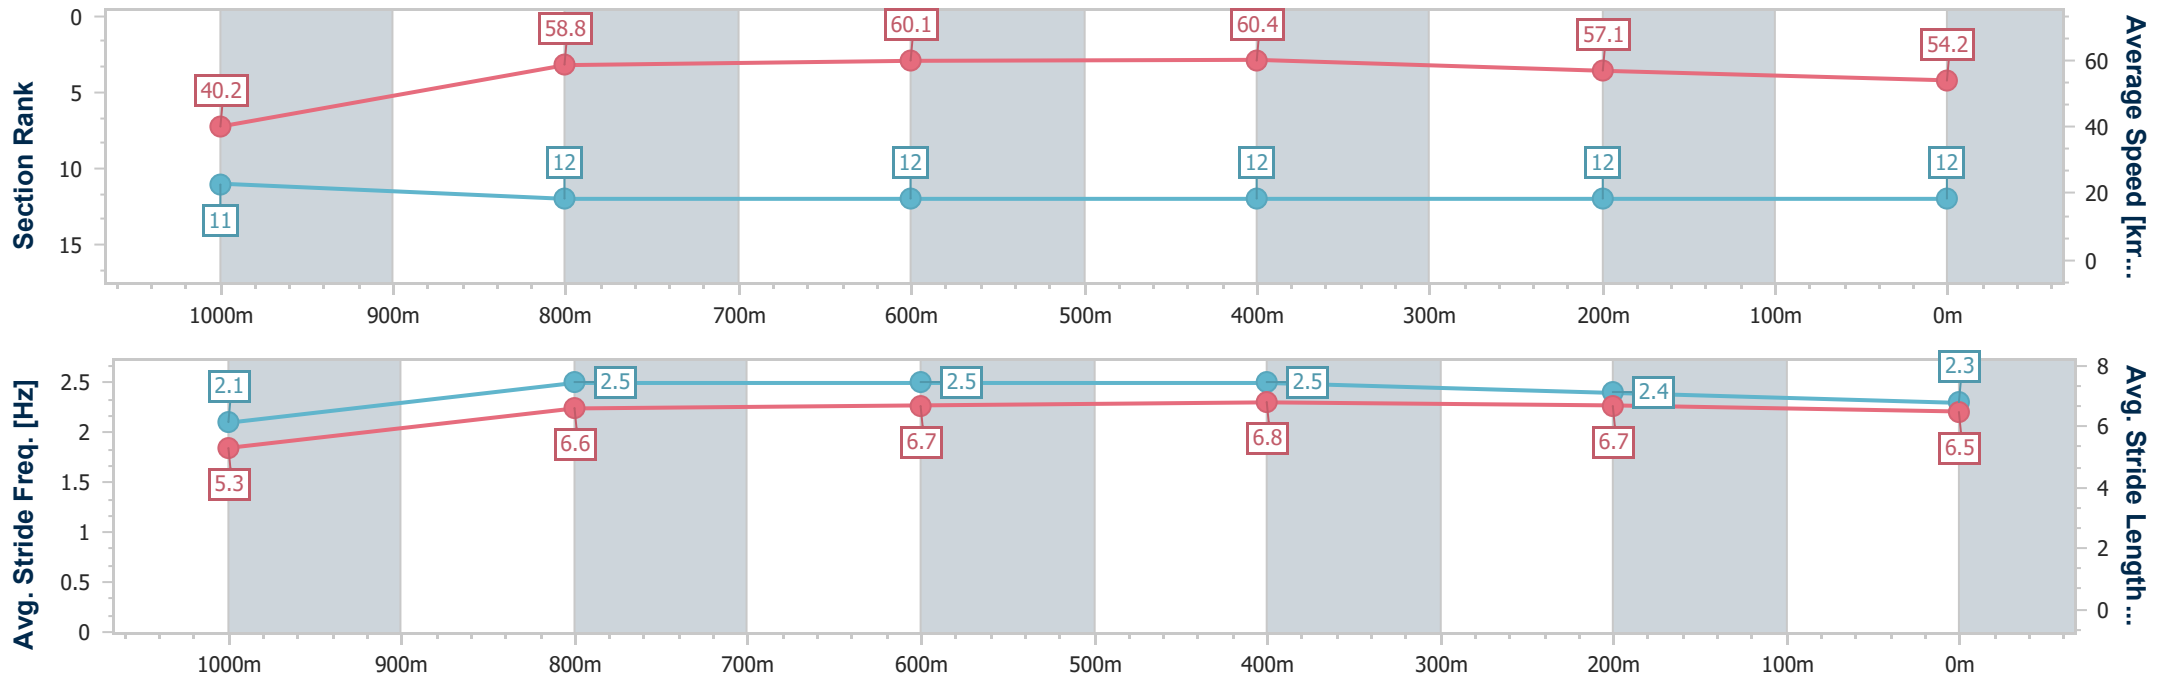 Section Rank
0
5
10
15
40.2
58.8
60.1
60.4
57.1
54.2
11
12
12
12
12
12
60
40
20
0
Average Speed [km...
1000m
900m
800m
700m
600m
500m
400m
300m
200m
100m
0m
Avg. Stride Freq. [Hz]
2.5
2
1.5
1
0.5
0
2.1
2.5
2.5
2.5
2.4
2.3
5.3
6.6
6.7
6.8
6.7
6.5
8
6
4
2
0
Avg. Stride Length...
1000m
900m
800m
700m
600m
500m
400m
300m
200m
100m
0m